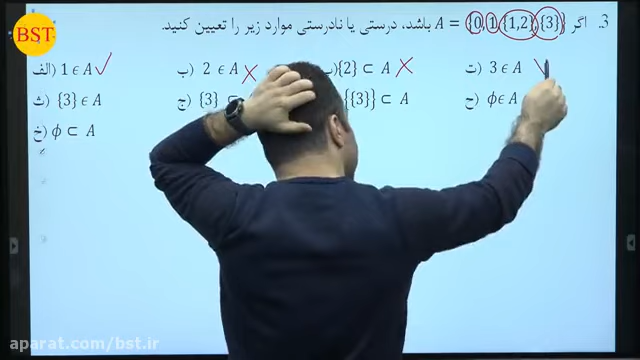 BST
3. اگر A = {0, 1, {1,2}, {3}} باشد، درستی یا نادرستی موارد زیر را تعیین کنید.
الف) 1 ∈ A ✓ ب) 2 ∈ A ✗ {2} ⊂ A ✗ ت) 3 ∈ A
ث) {3} ∈ A ج) {3} ⊂ {{3}} ⊂ A ح) ϕ ∈ A
خ) ϕ ⊂ A
aparat.com/bst.ir